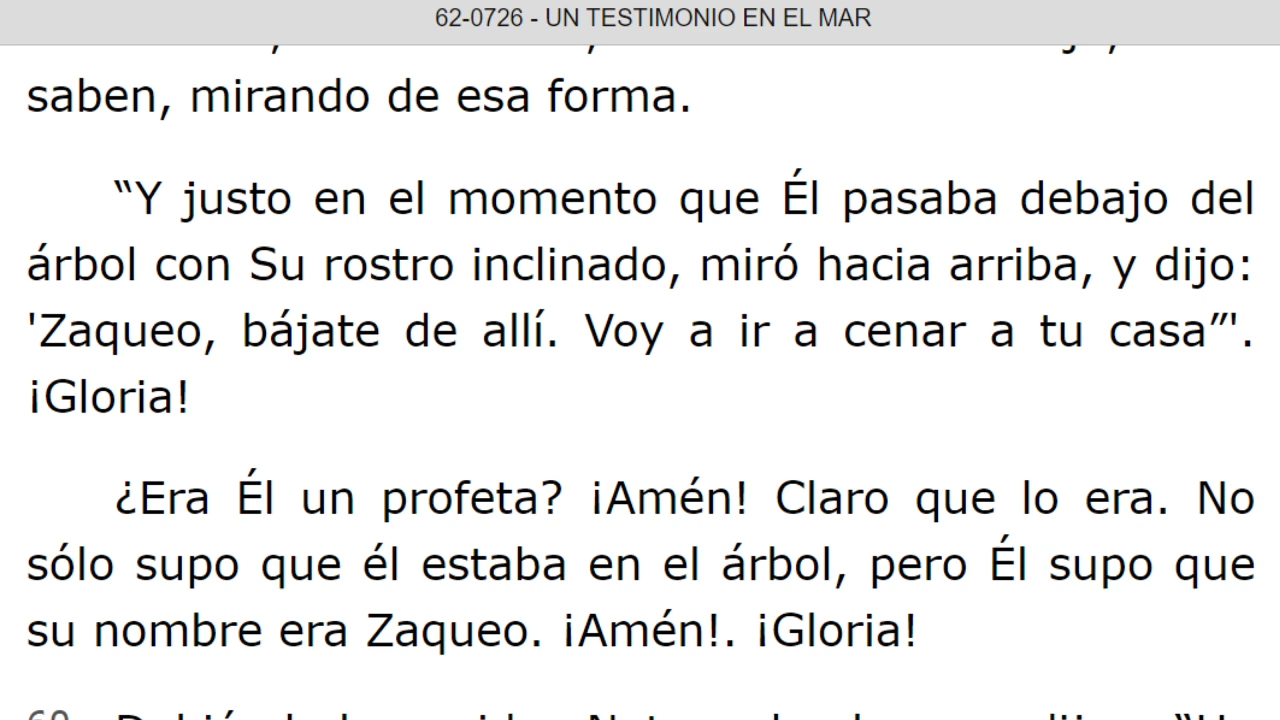 62-0726 - UN TESTIMONIO EN EL MAR
saben, mirando de esa forma.
“Y justo en el momento que Él pasaba debajo del
árbol con Su rostro inclinado, miró hacia arriba, y dijo:
'Zaqueo, bájate de allí. Voy a ir a cenar a tu casa”'.
¡Gloria!
¿Era Él un profeta? ¡Amén! Claro que lo era. No
sólo supo que él estaba en el árbol, pero Él supo que
su nombre era Zaqueo. ¡Amén!. ¡Gloria!